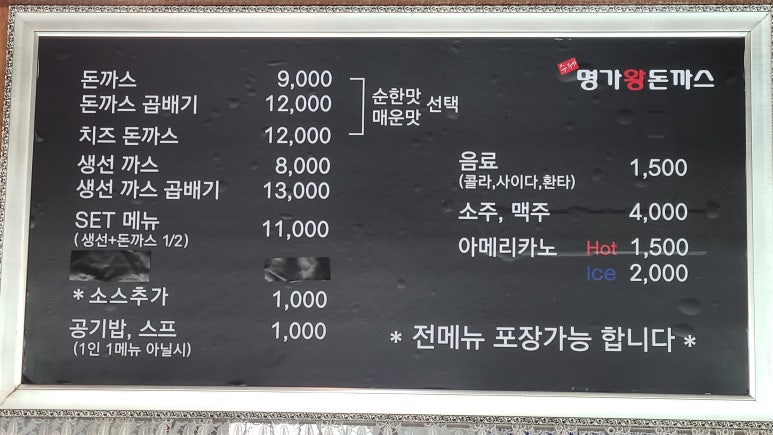 돈까스 9,000
돈까스 곱배기 12,000
치즈 돈까스 12,000
순한맛
매운맛 선택
생선 까스 8,000
생선 까스 곱배기 13,000
SET 메뉴 11,000
(생선+돈까스 1/2)
*소스추가 1,000
공기밥, 스프 1,000
(1인 1메뉴 아닐시)
수제
명가왕돈까스
음료 1,500
(콜라,사이다,환타)
소주, 맥주 4,000
아메리카노 Hot 1,500
Ice 2,000
* 전메뉴 포장가능 합니다 *